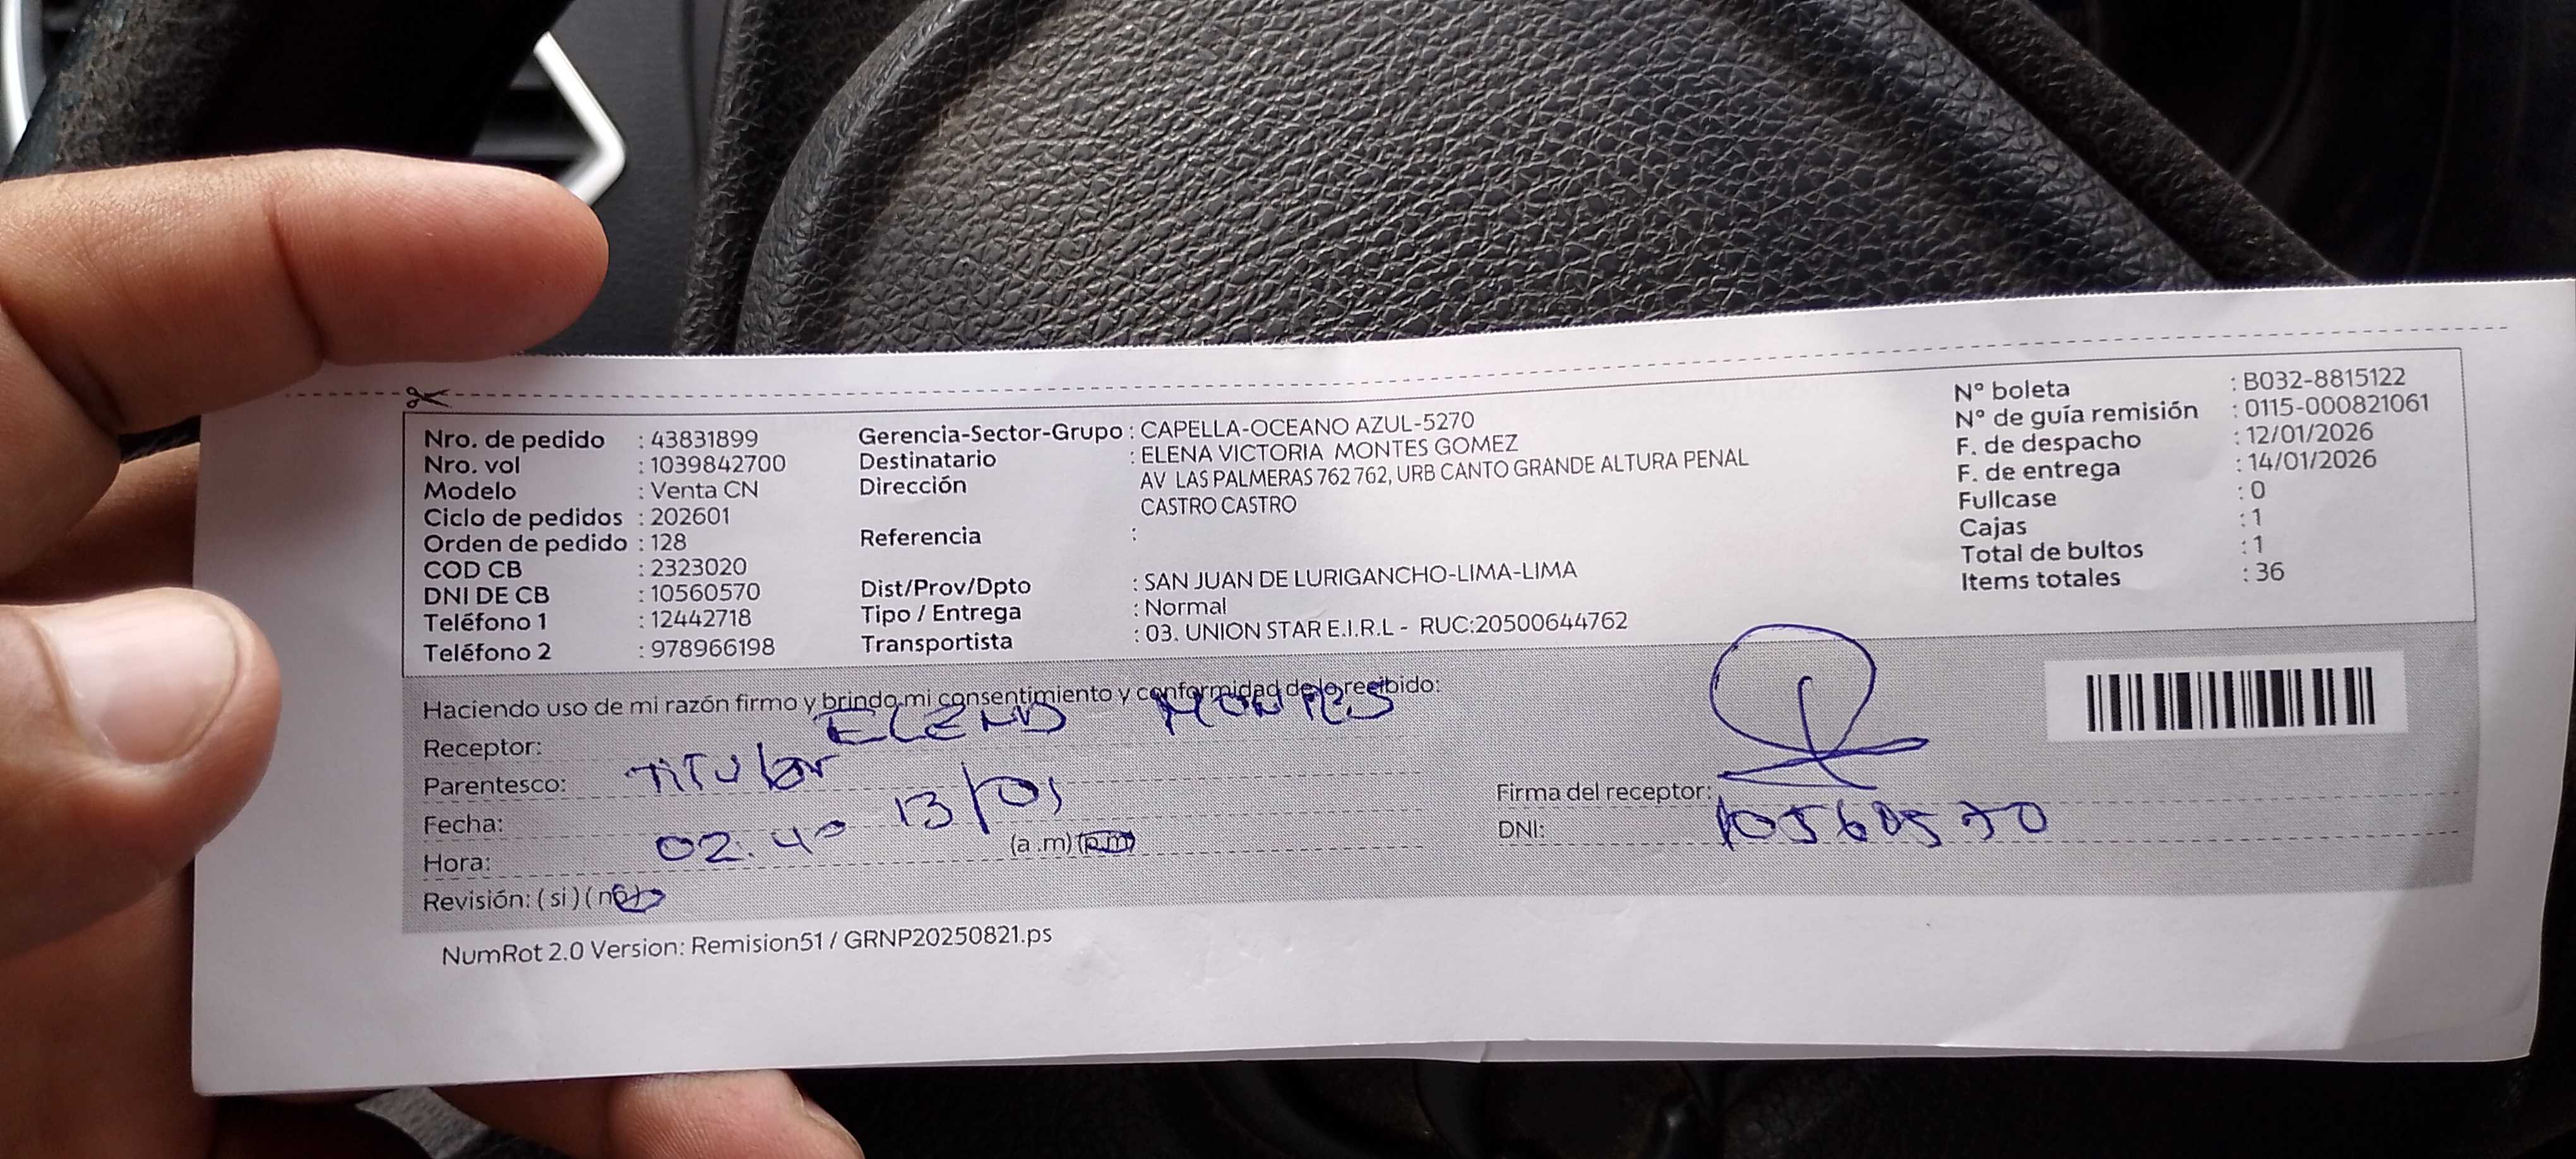 Nro. de pedido : 43831899
Nro. vol : 1039842700
Modelo : Venta CN
Ciclo de pedidos : 202601
Orden de pedido : 128
COD CB : 2323020
DNI DE CB : 10560570
Teléfono 1 : 12442718
Teléfono 2 : 978966198
Gerencia-Sector-Grupo : CAPELLA-OCEANO AZUL-5270
Destinatario : ELENA VICTORIA MONTES GOMEZ
Dirección AV LAS PALMERAS 762 762, URB CANTO GRANDE ALTURA PENAL
CASTRO CASTRO
Referencia :
Dist/Prov/Dpto : SAN JUAN DE LURIGANCHO-LIMA-LIMA
Tipo / Entrega : Normal
Transportista : 03. UNION STAR E.I.R.L - RUC:20500644762
N° boleta : B032-8815122
N° de guía remisión : 0115-000821061
F. de despacho : 12/01/2026
F. de entrega : 14/01/2026
Fullcase : 0
Cajas : 1
Total de bultos : 1
Items totales : 36
Haciendo uso de mi razón firmo y brindo mi consentimiento y conformidad de lo recibido:
Receptor: ELENA MONTES
Parentesco: TITULAR
Fecha: 13/01
Hora: 02:40 (a.m) (p.m)
Revisión: ( si ) ( no )
Firma del receptor:
DNI: 10560570
NumRot 2.0 Version: Remision51 / GRNP20250821.ps